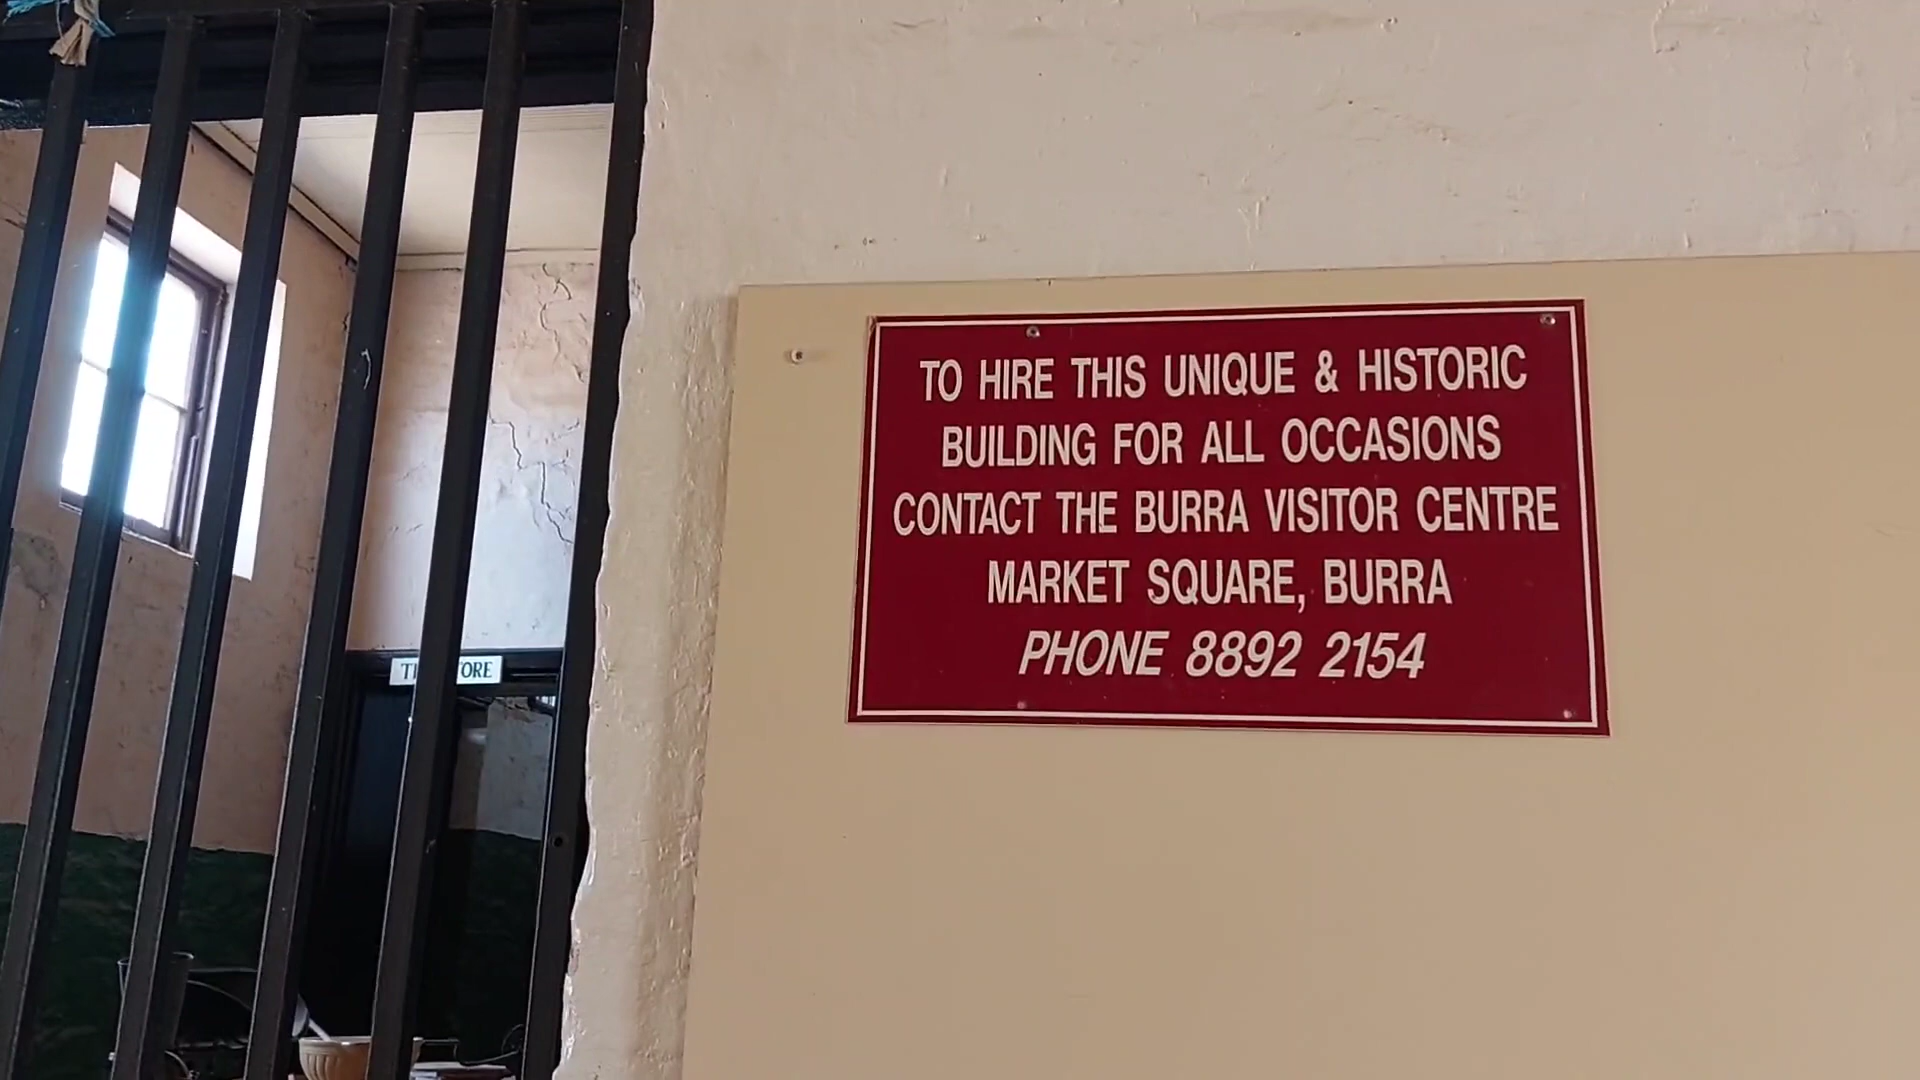 TO HIRE THIS UNIQUE & HISTORIC
BUILDING FOR ALL OCCASIONS
CONTACT THE BURRA VISITOR CENTRE
MARKET SQUARE, BURRA
PHONE 8892 2154